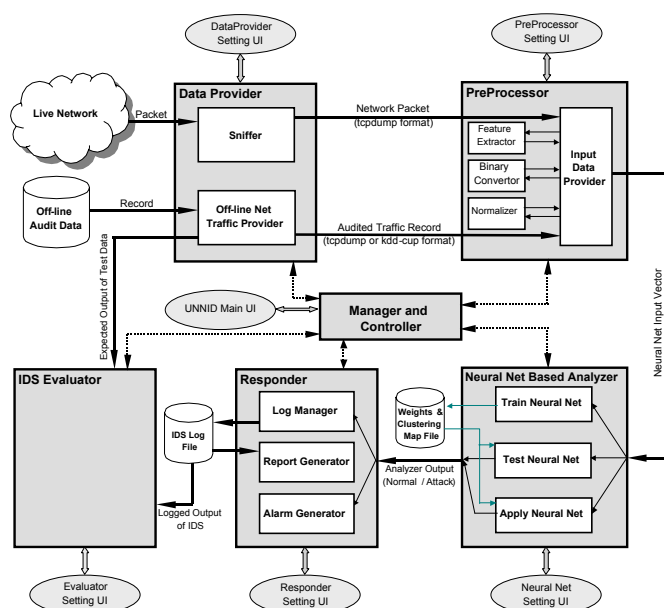 DataProvider
Setting UI
PreProcessor
Setting UI
Data Provider
PreProcessor
Live Network
Packet
Sniffer
Network Packet
(tcpdump format)
Feature
Extractor
Binary
Convertor
Normalizer
Input
Data
Provider
Off-line
Audit Data
Record
Off-line Net
Traffic Provider
Audited Traffic Record
(tcpdump or kdd-cup format)
Expected Output of Test Data
UNNID Main UI
Manager and
Controller
Neural Net Input Vector
IDS Evaluator
Responder
Neural Net Based Analyzer
IDS Log
File
Log Manager
Report Generator
Alarm Generator
Weights &
Clustering
Map File
Train Neural Net
Test Neural Net
Apply Neural Net
Analyzer Output
(Normal / Attack)
Logged Output
of IDS
Evaluator
Setting UI
Responder
Setting UI
Neural Net
Setting UI